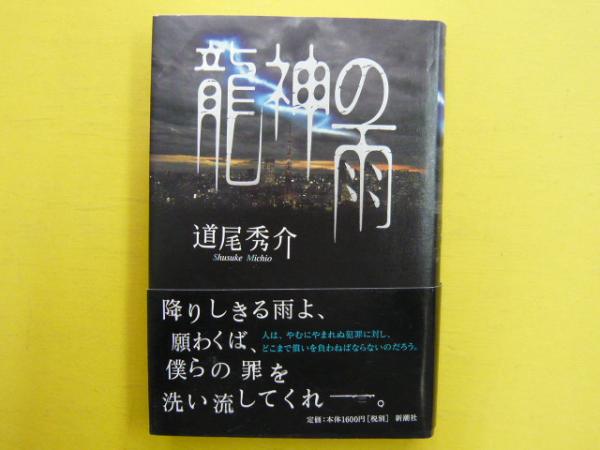 龍神の雨
道尾秀介
Shusuke Michio
降りしきる雨よ、
願わくば、
人は、やむにやまれぬ犯罪に対し、
どこまで償いを負わねばならないのだろう。
僕らの罪を
洗い流してくれ――。
定価:本体1600円[税別] 新潮社